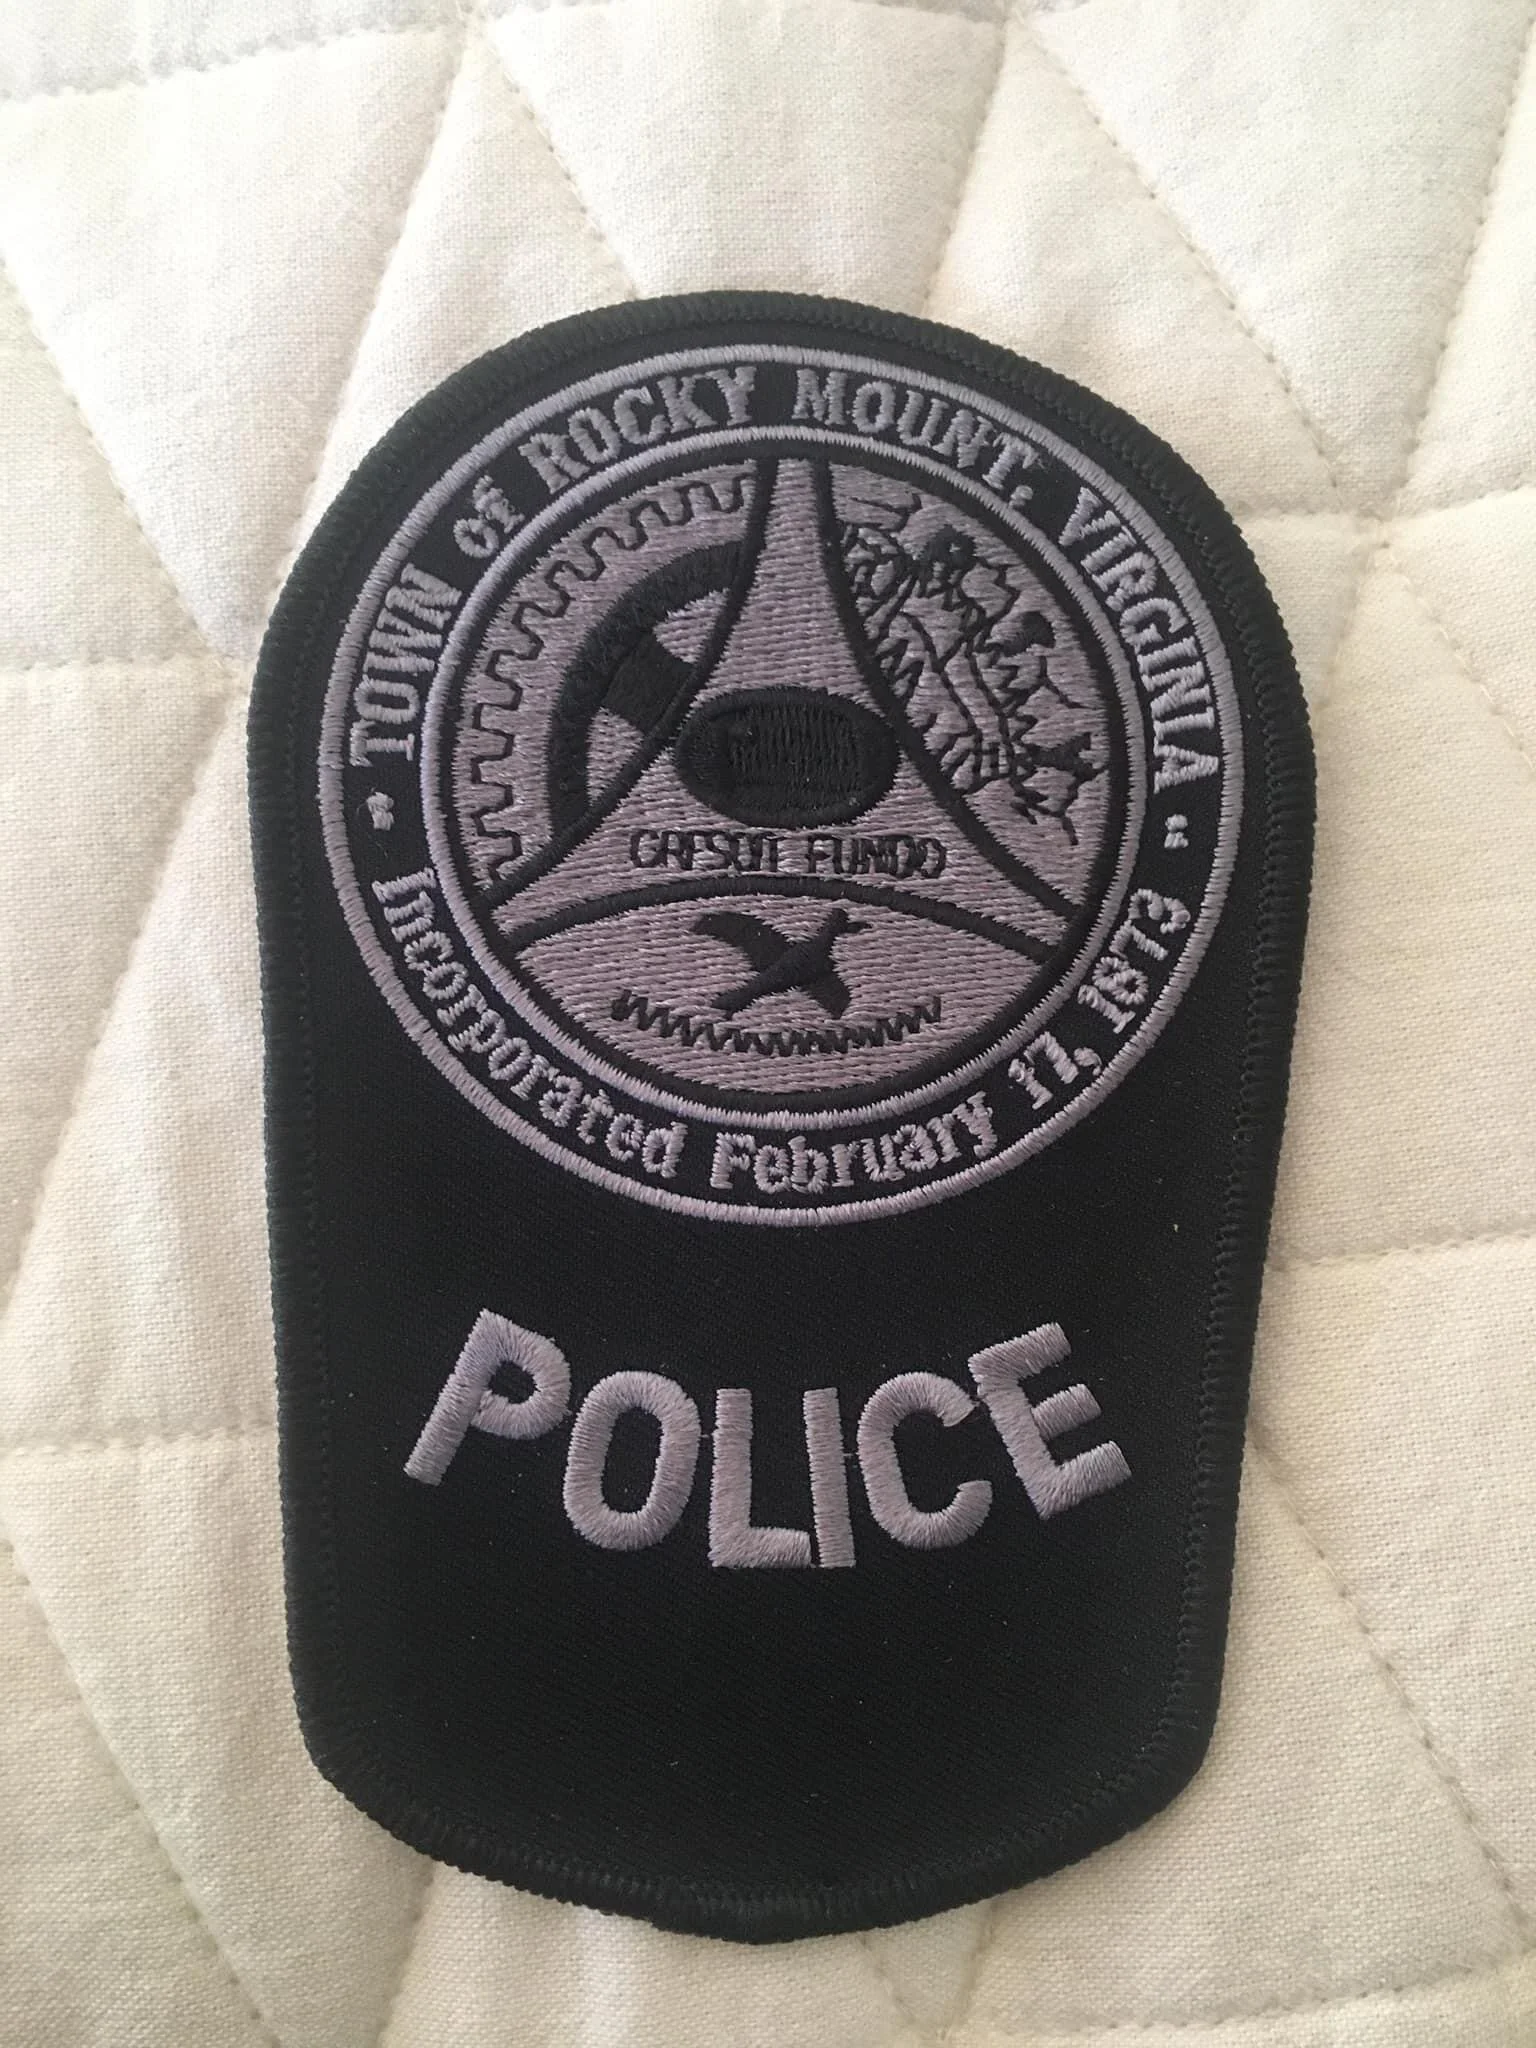 TOWN of ROCKY MOUNT, VIRGINIA
CRESCIT EUNDO
Incorporated February 17, 1873
POLICE